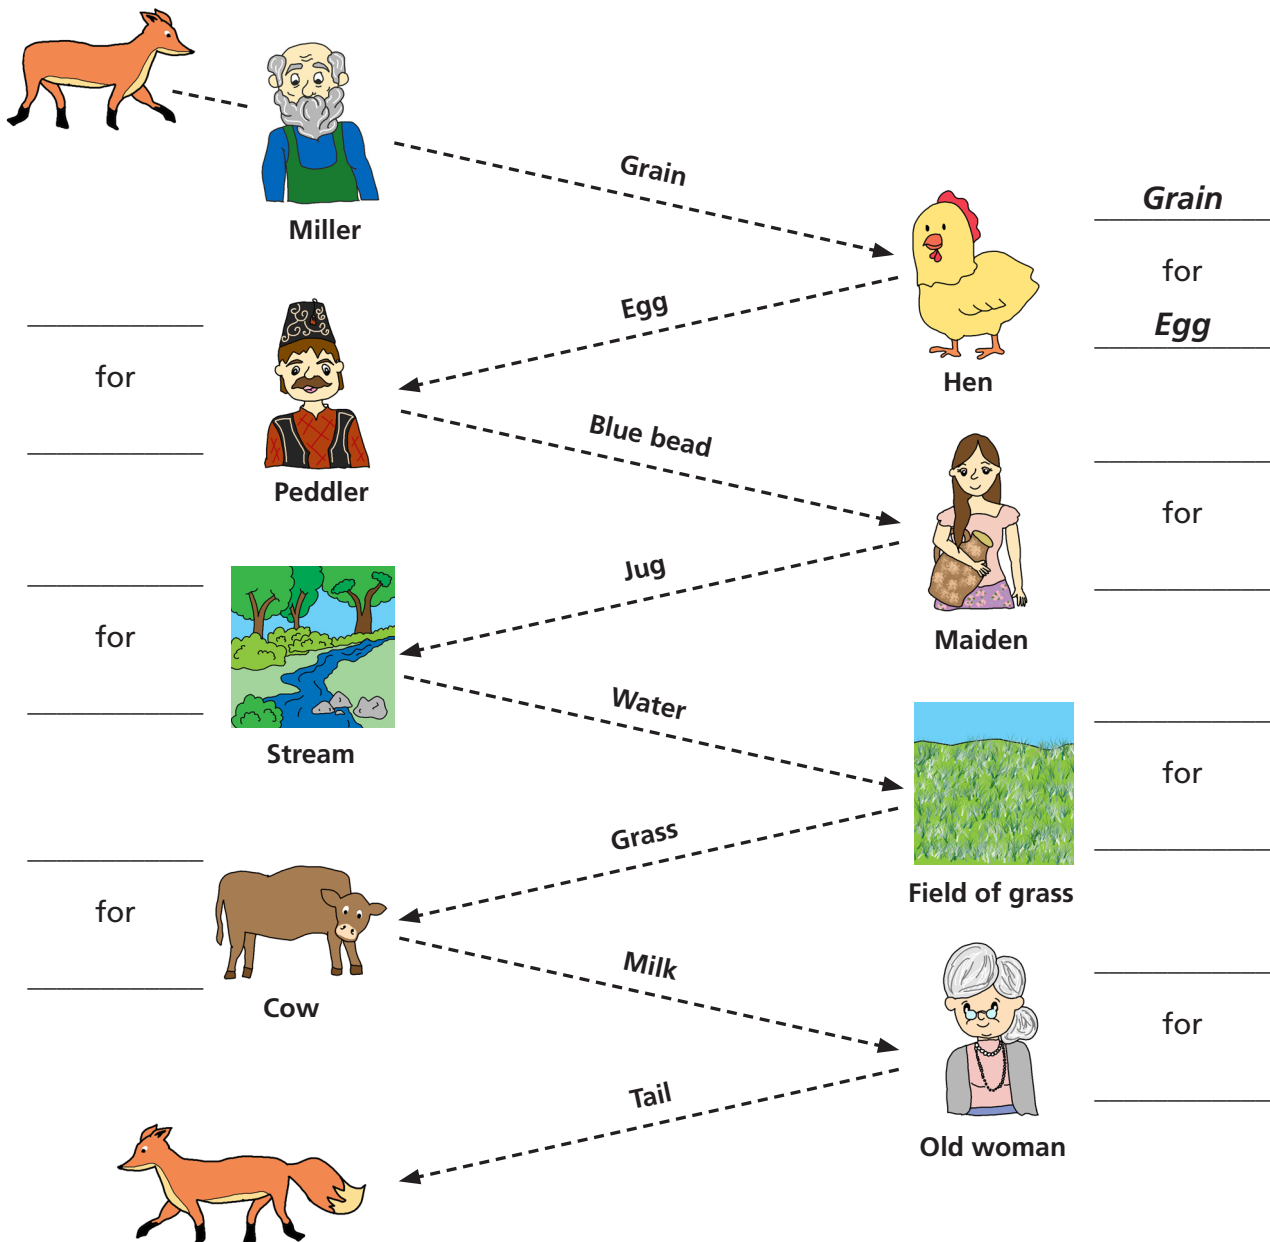 Grain
Miller
Grain
for
Egg
Hen
Egg
for
Peddler
Blue bead
for
Maiden
Jug
for
Stream
Water
for
Field of grass
Grass
for
Cow
Milk
for
Old woman
Tail